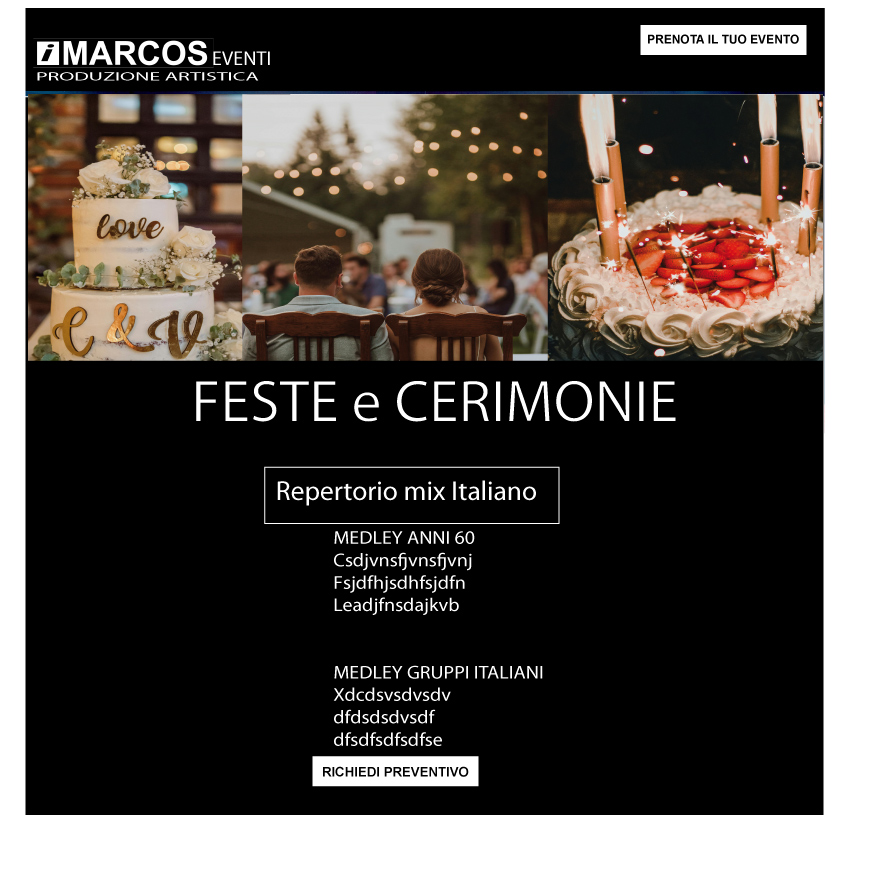 i MARCOS EVENTI
PRODUZIONE ARTISTICA
PRENOTA IL TUO EVENTO
love
C & V
FESTE e CERIMONIE
Repertorio mix Italiano
MEDLEY ANNI 60
Csdjvnsfjvnsfjvnj
Fsjdfhjsdhfsjdfn
Leadjfnsdajkvb
MEDLEY GRUPPI ITALIANI
Xdcdsvsdvsdv
dfdsdsdvsdf
dfsdfsdfsdfse
RICHIEDI PREVENTIVO